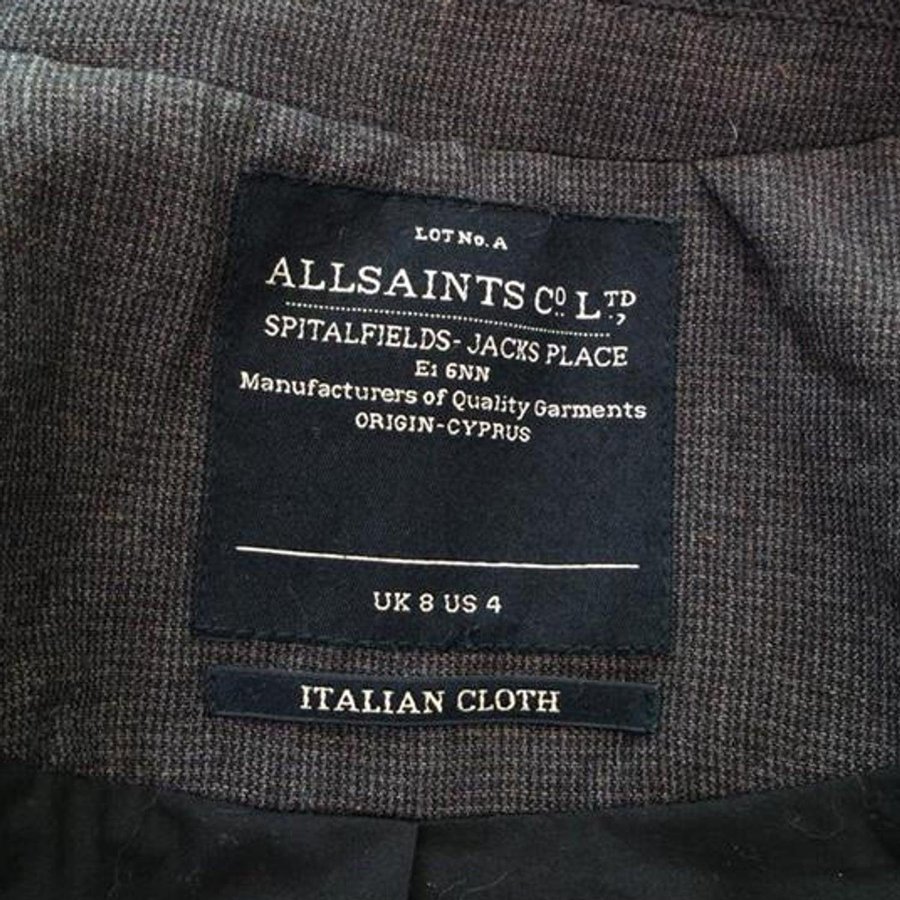 LOT No. A
ALLSAINTS Co. LTD,
SPITALFIELDS - JACKS PLACE
E1 6NN
Manufacturers of Quality Garments
ORIGIN-CYPRUS
UK 8 US 4
ITALIAN CLOTH